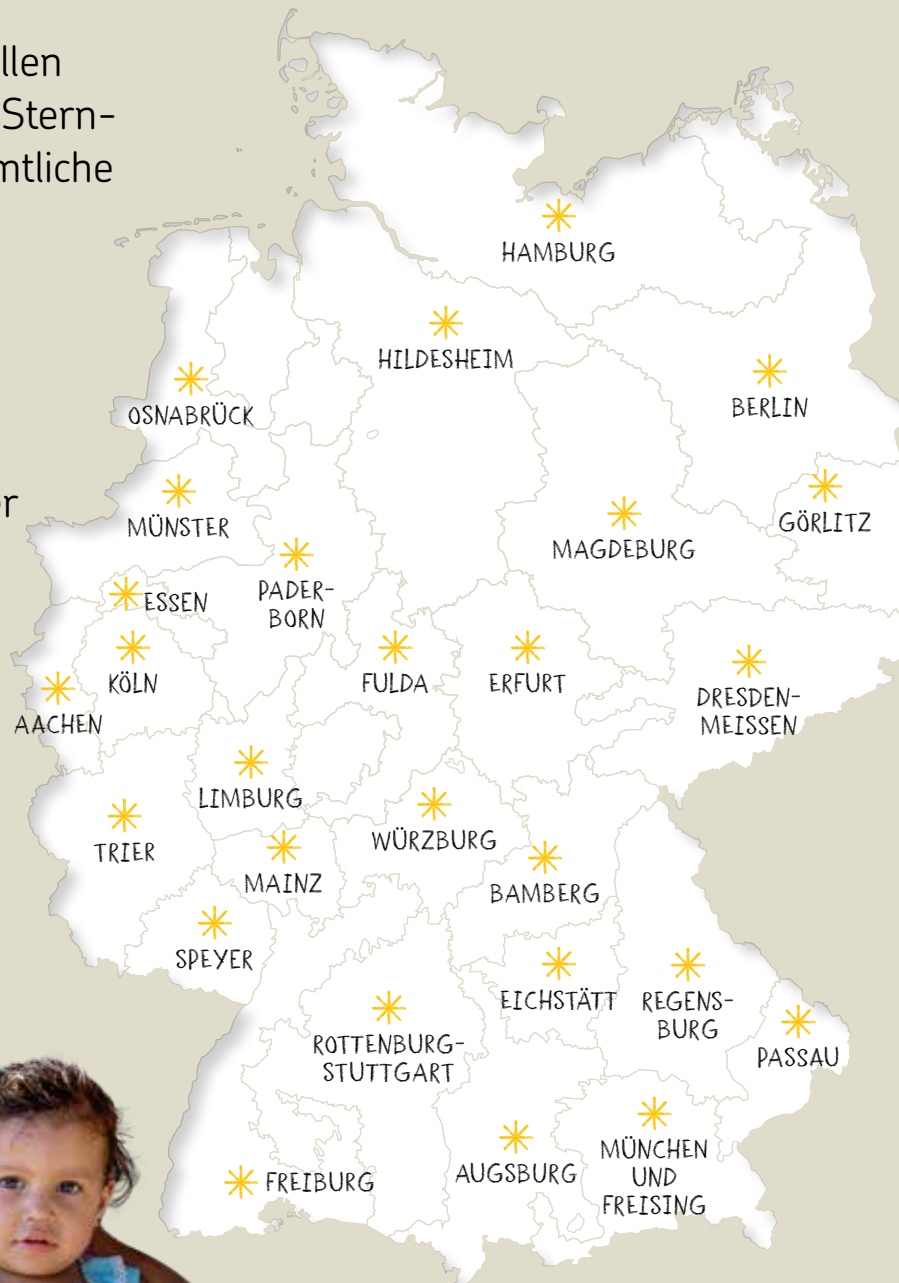 llen
Stern-
mtliche
r
HAMBURG
HILDESHEIM
OSNABRÜCK
BERLIN
MÜNSTER
GÖRLITZ
MAGDEBURG
ESSEN
PADER-
BORN
KÖLN
FULDA
ERFURT
DRESDEN-
MEISSEN
AACHEN
LIMBURG
TRIER
WÜRZBURG
MAINZ
BAMBERG
SPEYER
EICHSTÄTT
REGENS-
BURG
PASSAU
ROTTENBURG-
STUTTGART
FREIBURG
AUGSBURG
MÜNCHEN
UND
FREISING